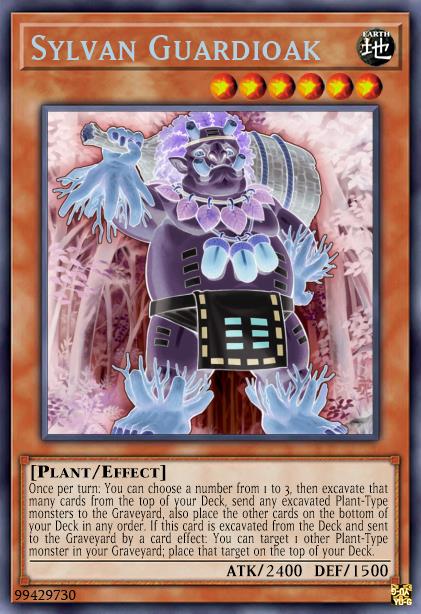 SYLVAN GUARDIOAK
EARTH
地
[PLANT/EFFECT]
Once per turn: You can choose a number from 1 to 3, then excavate that
many cards from the top of your Deck, send any excavated Plant-Type
monsters to the Graveyard, also place the other cards on the bottom of
your Deck in any order. If this card is excavated from the Deck and sent
to the Graveyard by a card effect: You can target 1 other Plant-Type
monster in your Graveyard; place that target on the top of your Deck.
ATK/2400 DEF/1500
99429730